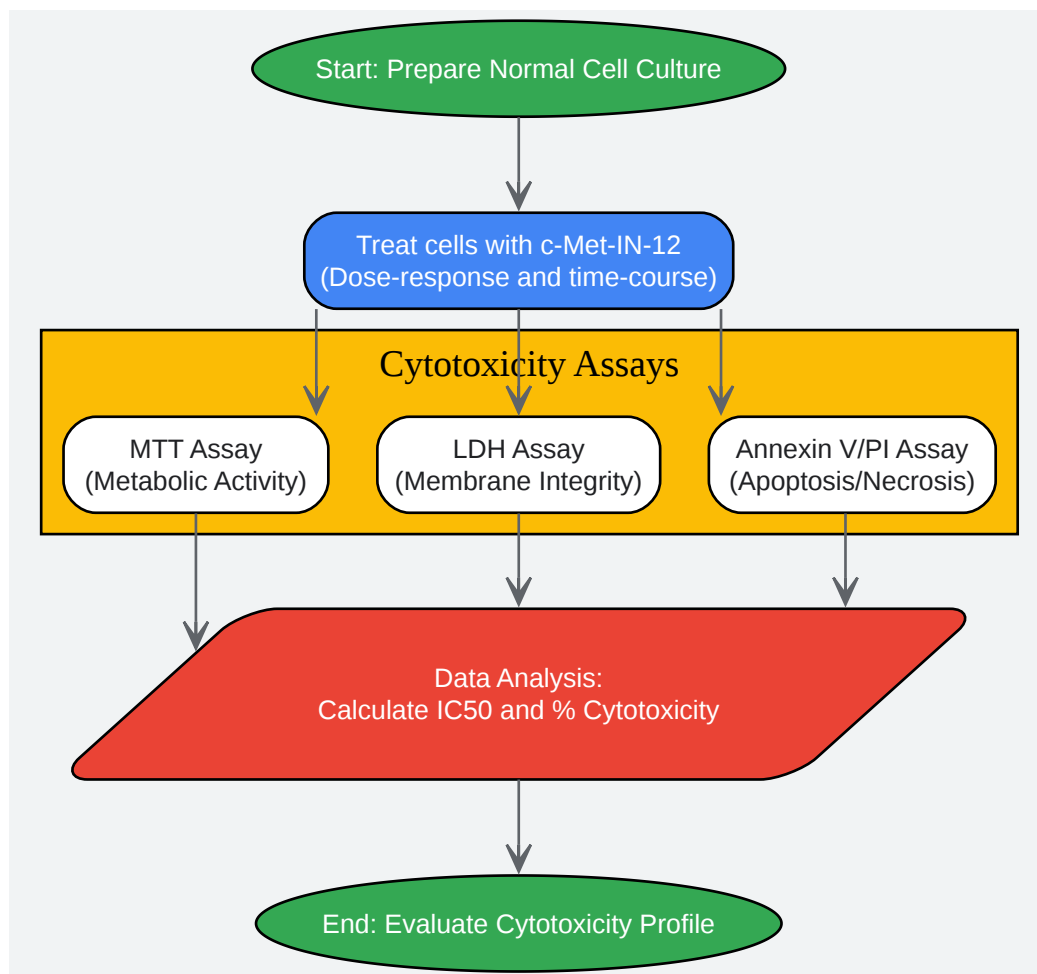 Start: Prepare Normal Cell Culture
Treat cells with c-Met-IN-12
(Dose-response and time-course)
Cytotoxicity Assays
MTT Assay
(Metabolic Activity)
LDH Assay
(Membrane Integrity)
Annexin V/PI Assay
(Apoptosis/Necrosis)
Data Analysis:
Calculate IC50 and % Cytotoxicity
End: Evaluate Cytotoxicity Profile